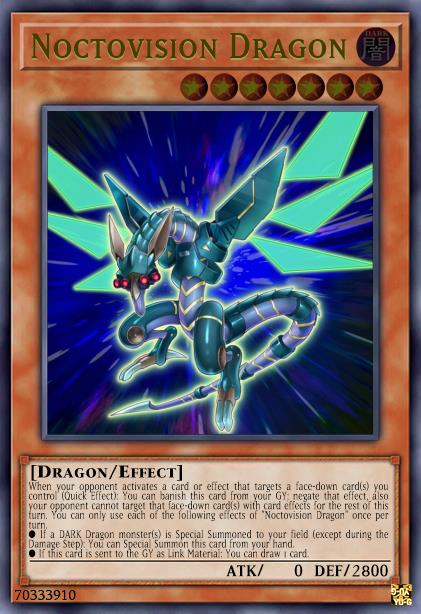 Noctovision Dragon
DARK
闇
[Dragon/Effect]
When your opponent activates a card or effect that targets a face-down card(s) you
control (Quick Effect): You can banish this card from your GY; negate that effect, also
your opponent cannot target that face-down card(s) with card effects for the rest of this
turn. You can only use each of the following effects of "Noctovision Dragon" once per
turn.
● If a DARK Dragon monster(s) is Special Summoned to your field (except during the
Damage Step): You can Special Summon this card from your hand.
● If this card is sent to the GY as Link Material: You can draw 1 card.
ATK/ 0 DEF/2800
70333910